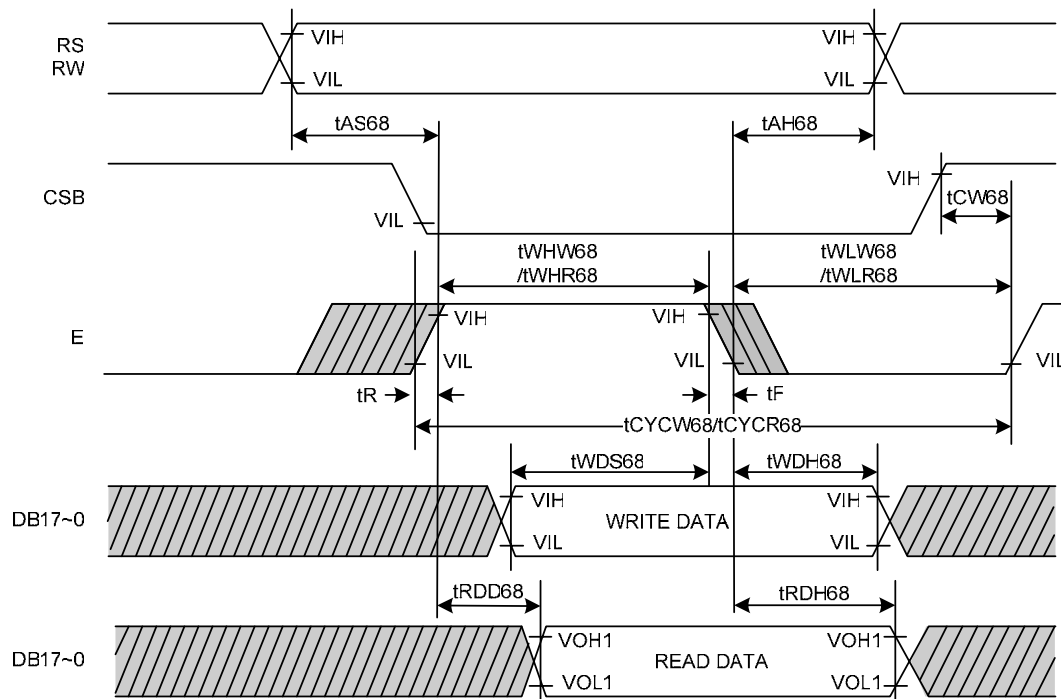 RS
RW
VIH
VIH
VIL
VIL
tAS68
tAH68
CSB
VIH
VIL
tCW68
tWHW68
/tWHR68
tWLW68
/tWLR68
E
VIH
VIH
VIL
VIL
VIL
tR
tF
tCYCW68/tCYCR68
tWDS68
tWDH68
DB17~0
VIH
WRITE DATA
VIH
VIL
VIL
tRDD68
tRDH68
DB17~0
VOH1
READ DATA
VOH1
VOL1
VOL1